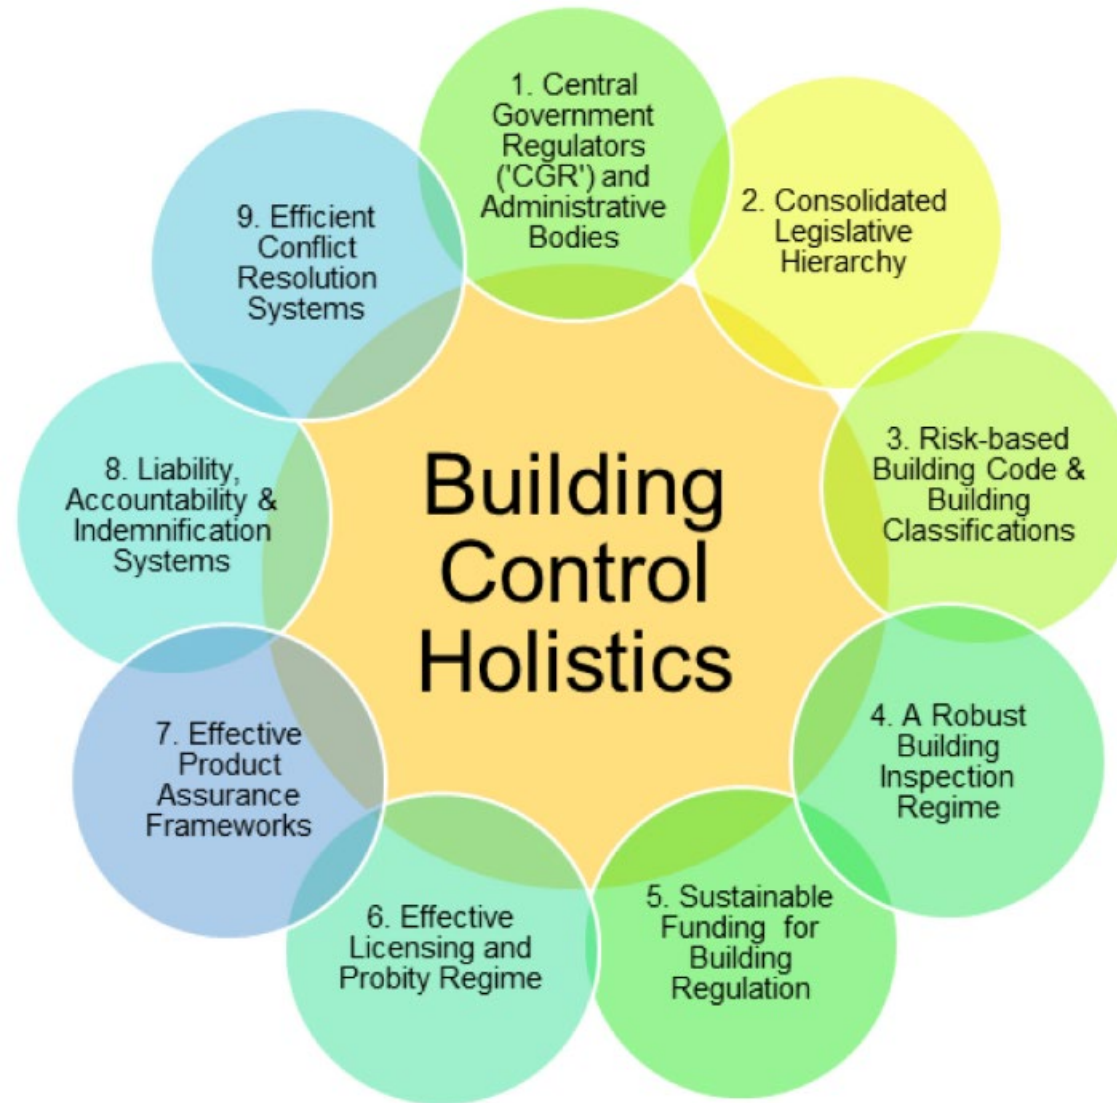 1. Central
Government
Regulators
('CGR') and
Administrative
Bodies
2. Consolidated
Legislative
Hierarchy
3. Risk-based
Building Code &
Building
Classifications
4. A Robust
Building
Inspection
Regime
5. Sustainable
Funding for
Building
Regulation
6. Effective
Licensing and
Probity Regime
7. Effective
Product
Assurance
Frameworks
8. Liability,
Accountability &
Indemnification
Systems
9. Efficient
Conflict
Resolution
Systems
Building
Control
Holistics